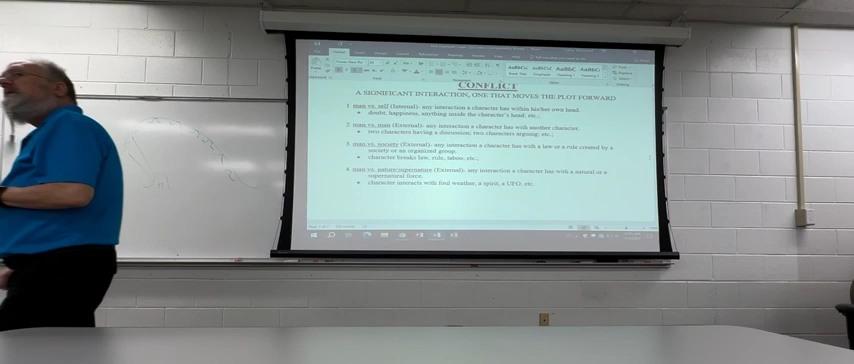 CONFLICT
A SIGNIFICANT INTERACTION, ONE THAT MOVES THE PLOT FORWARD
1 man vs. self (Internal)- any interaction a character has within his/her own head.
• doubt, happiness, anything inside the character's head, etc.;
2 man vs. man (External)- any interaction a character has with another character.
• two characters having a discussion; two characters arguing; etc.;
3 man vs. society (External)- any interaction a character has with a law or a rule created by a
society or an organized group.
• character breaks law, rule, taboo, etc.;
4 man vs. nature/supernature (External)- any interaction a character has with a natural or a
supernatural force.
• character interacts with foul weather, a spirit, a UFO, etc.